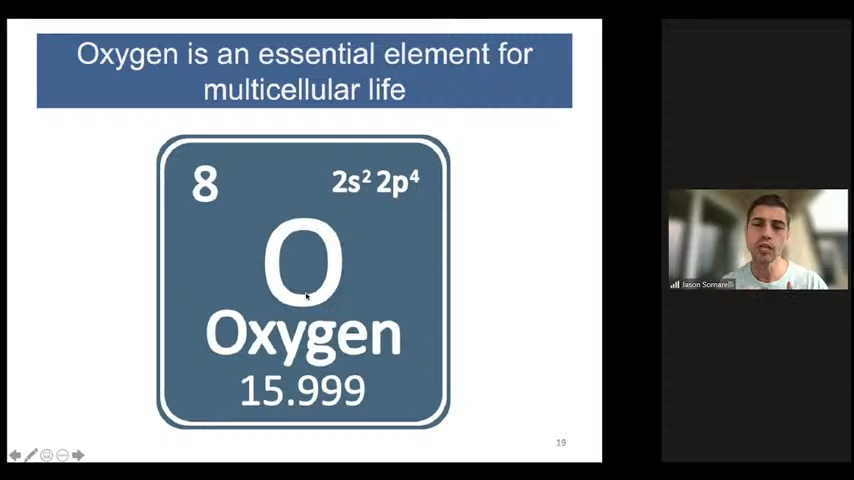 Oxygen is an essential element for
multicellular life
8
2s² 2p⁴
O
Oxygen
15.999
19
Jason Somarelli